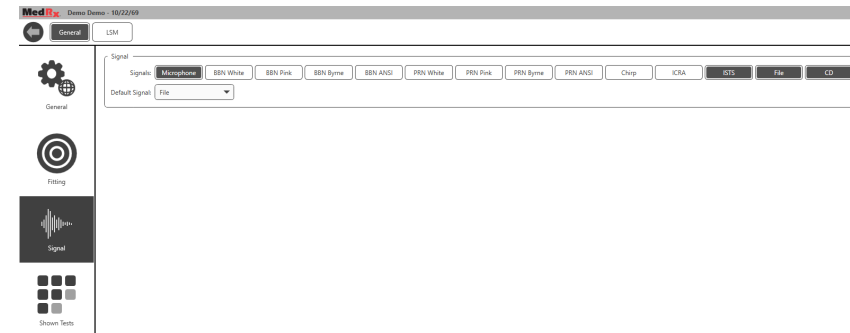 MedRx Demo Demo - 10/22/69
General LSM
Signal
Signals: Microphone BBN White BBN Pink BBN Byrne BBN ANSI PRN White PRN Pink PRN Byrne PRN ANSI Chirp ICRA ISTS File CD
Default Signal: File
General
Fitting
Signal
Shown Tests